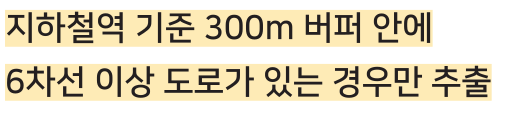 지하철역 기준 300m 버퍼 안에
6차선 이상 도로가 있는 경우만 추출